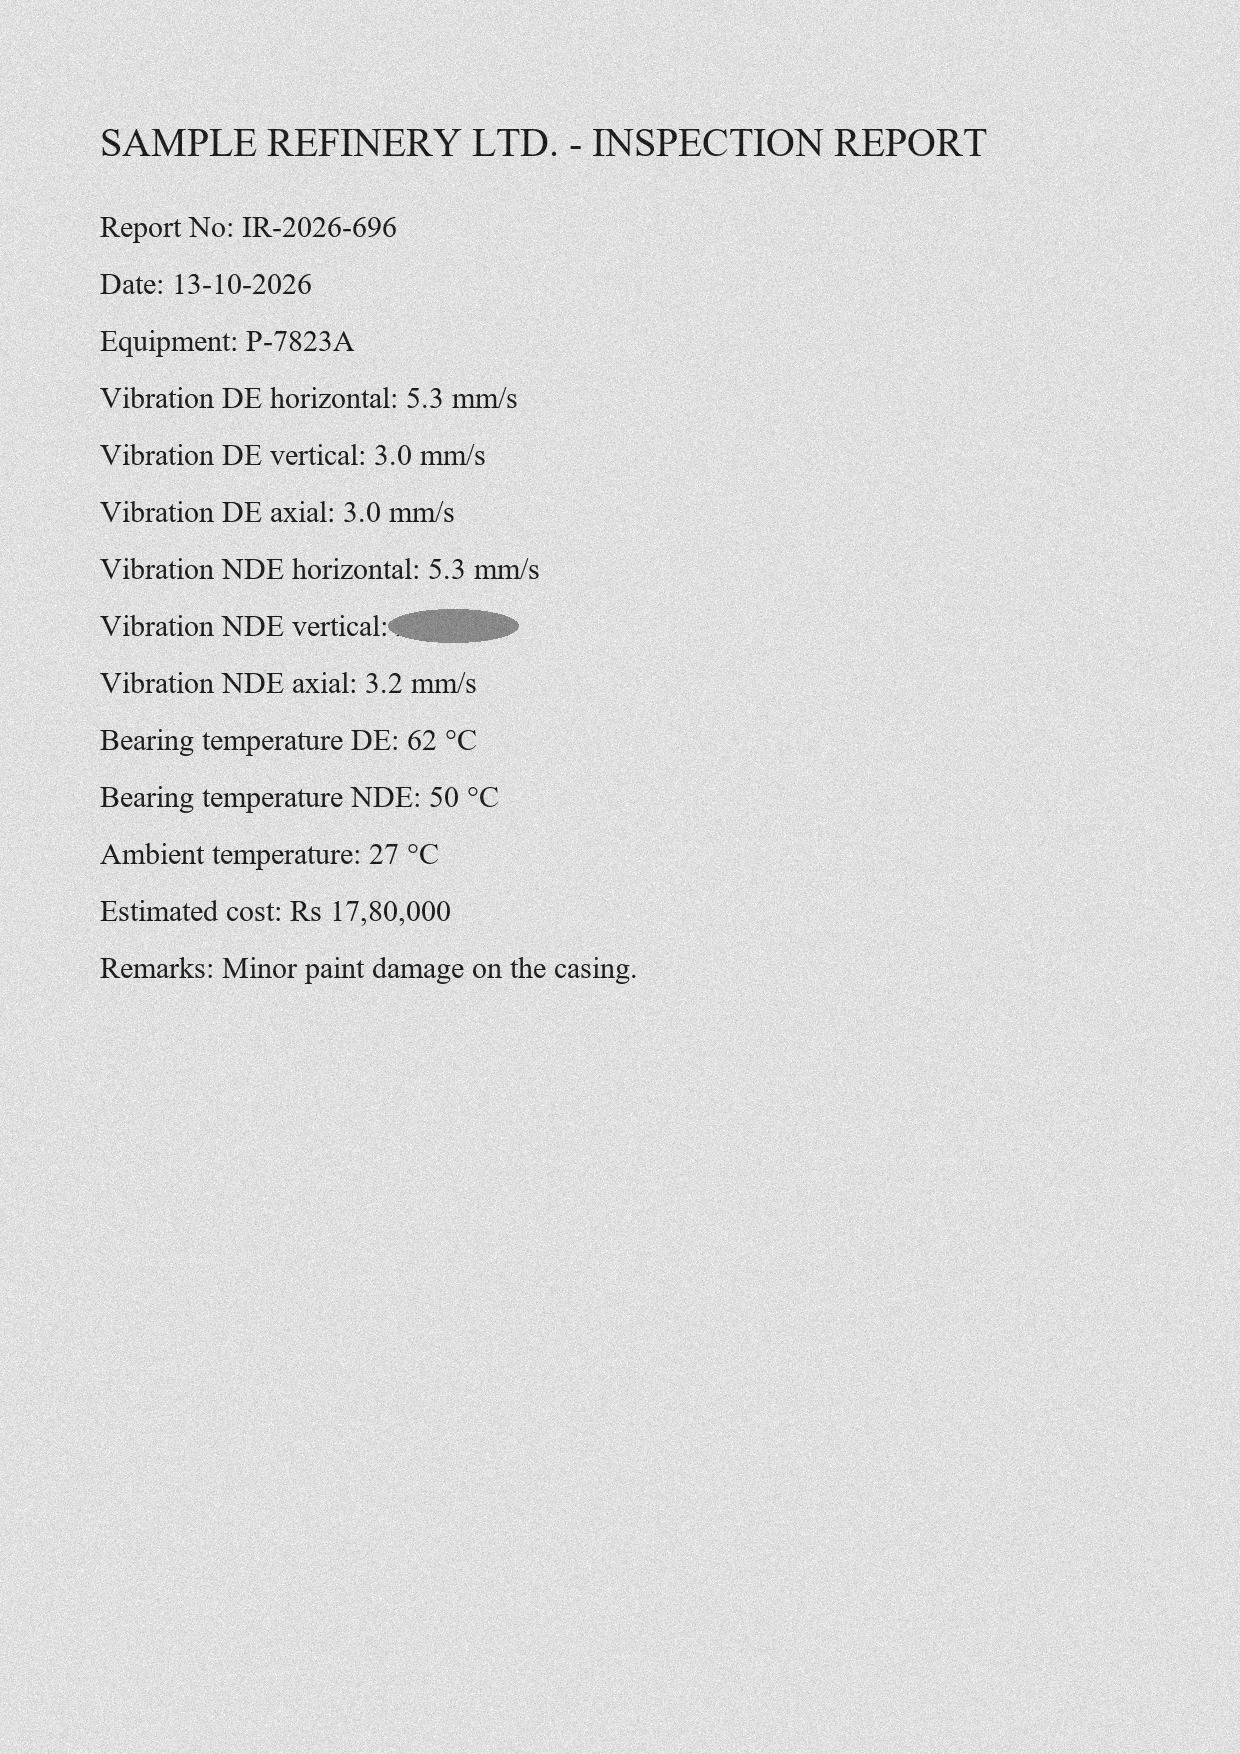 SAMPLE REFINERY LTD. - INSPECTION REPORT
Report No: IR-2026-696
Date: 13-10-2026
Equipment: P-7823A
Vibration DE horizontal: 5.3 mm/s
Vibration DE vertical: 3.0 mm/s
Vibration DE axial: 3.0 mm/s
Vibration NDE horizontal: 5.3 mm/s
Vibration NDE vertical:
Vibration NDE axial: 3.2 mm/s
Bearing temperature DE: 62 °C
Bearing temperature NDE: 50 °C
Ambient temperature: 27 °C
Estimated cost: Rs 17,80,000
Remarks: Minor paint damage on the casing.